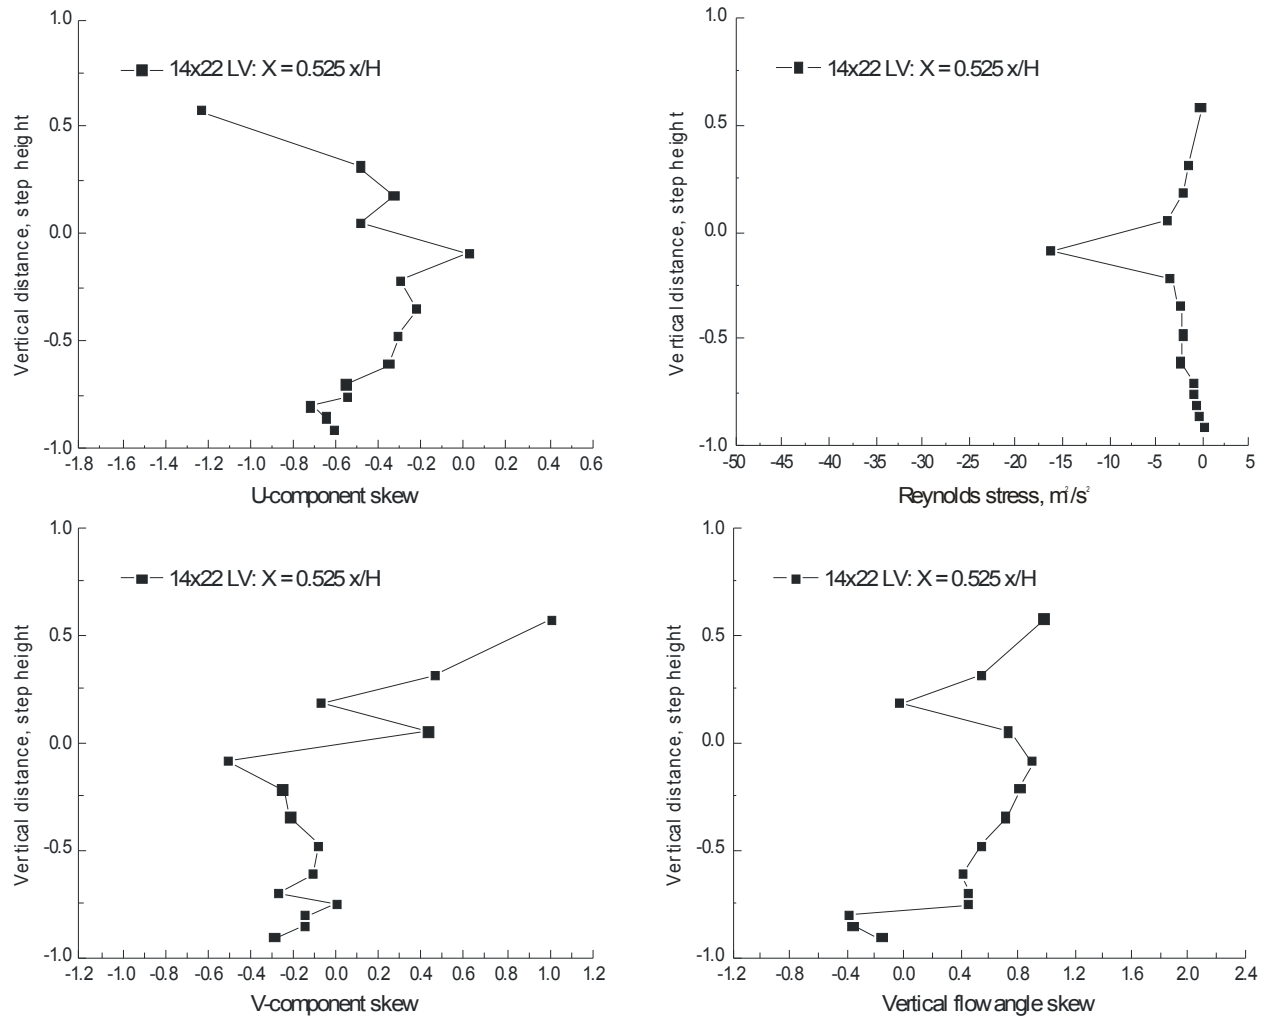 1.0
0.5
0.0
-0.5
-1.0
Vertical distance, step height
14x22 LV: X = 0.525 x/H
-1.8 -1.6 -1.4 -1.2 -1.0 -0.8 -0.6 -0.4 -0.2 0.0 0.2 0.4 0.6
U-component skew
1.0
0.5
0.0
-0.5
-1.0
Vertical distance, step height
14x22 LV: X = 0.525 x/H
-50 -45 -40 -35 -30 -25 -20 -15 -10 -5 0 5
Reynolds stress, m²/s²
1.0
0.5
0.0
-0.5
-1.0
Vertical distance, step height
14x22 LV: X = 0.525 x/H
-1.2 -1.0 -0.8 -0.6 -0.4 -0.2 0.0 0.2 0.4 0.6 0.8 1.0 1.2
V-component skew
1.0
0.5
0.0
-0.5
-1.0
Vertical distance, step height
14x22 LV: X = 0.525 x/H
-1.2 -0.8 -0.4 0.0 0.4 0.8 1.2 1.6 2.0 2.4
Vertical flow angle skew